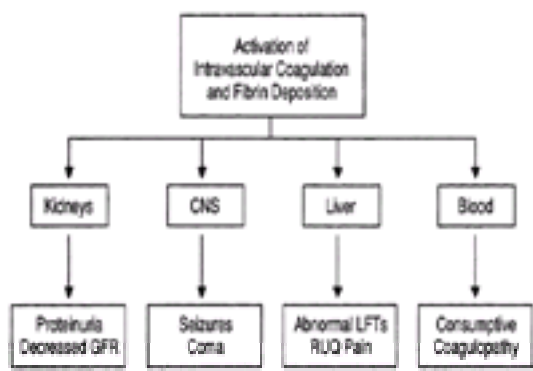 Activation of
Intravascular Coagulation
and Fibrin Deposition
Kidneys
CNS
Liver
Blood
Proteinuria
Decreased GFR
Seizures
Coma
Abnormal LFTs
RUQ Pain
Consumptive
Coagulopathy